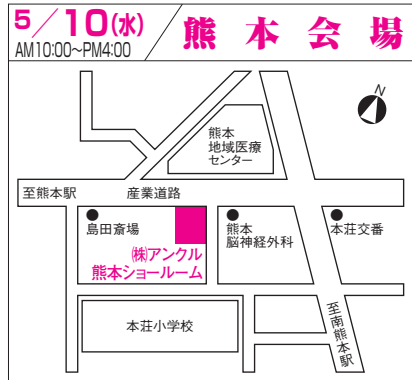 5/10(水)
AM10:00~PM4:00
熊本会場
N
熊本
地域医療
センター
至熊本駅
産業道路
島田斎場
(株)アンクル
熊本ショールーム
熊本
脳神経外科
本荘交番
本荘小学校
至南熊本駅